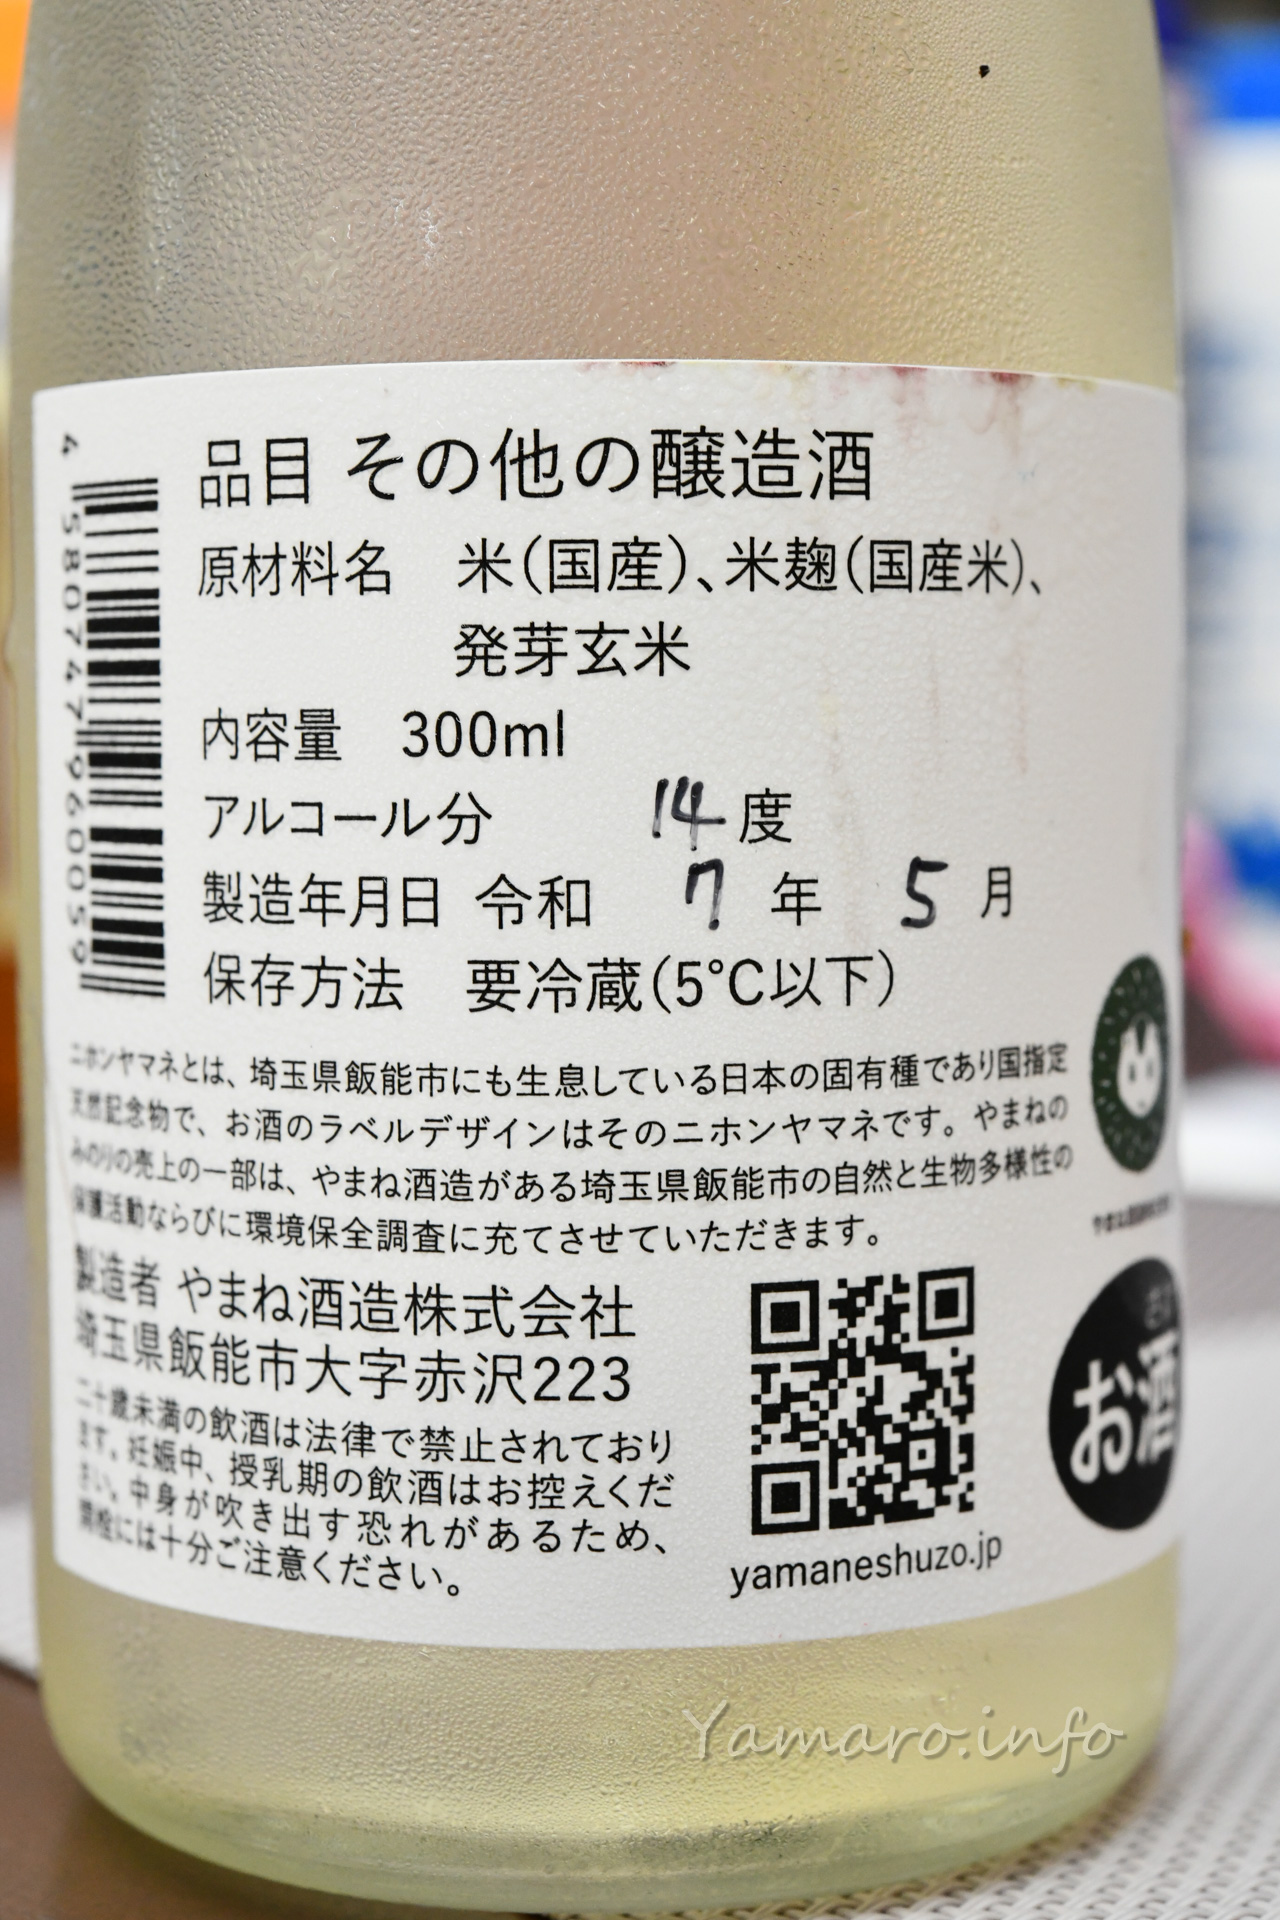 品目 その他の醸造酒
原材料名 米(国産)、米麹(国産米)、
発芽玄米
内容量 300ml
アルコール分 14度
製造年月日 令和 7 年 5 月
保存方法 要冷蔵(5℃以下)
4580747960059
ニホンヤマネとは、埼玉県飯能市にも生息している日本の固有種であり国指定
天然記念物で、お酒のラベルデザインはそのニホンヤマネです。やまねの
みのりの売上の一部は、やまね酒造がある埼玉県飯能市の自然と生物多様性の
保護活動ならびに環境保全調査に充てさせていただきます。
製造者 やまね酒造株式会社
埼玉県飯能市大字赤沢223
二十歳未満の飲酒は法律で禁止されており
ます。妊娠中、授乳期の飲酒はお控えくだ
さい。中身が吹き出す恐れがあるため、
開栓には十分ご注意ください。
yamaneshuzo.jp
お酒
Yamaro.info